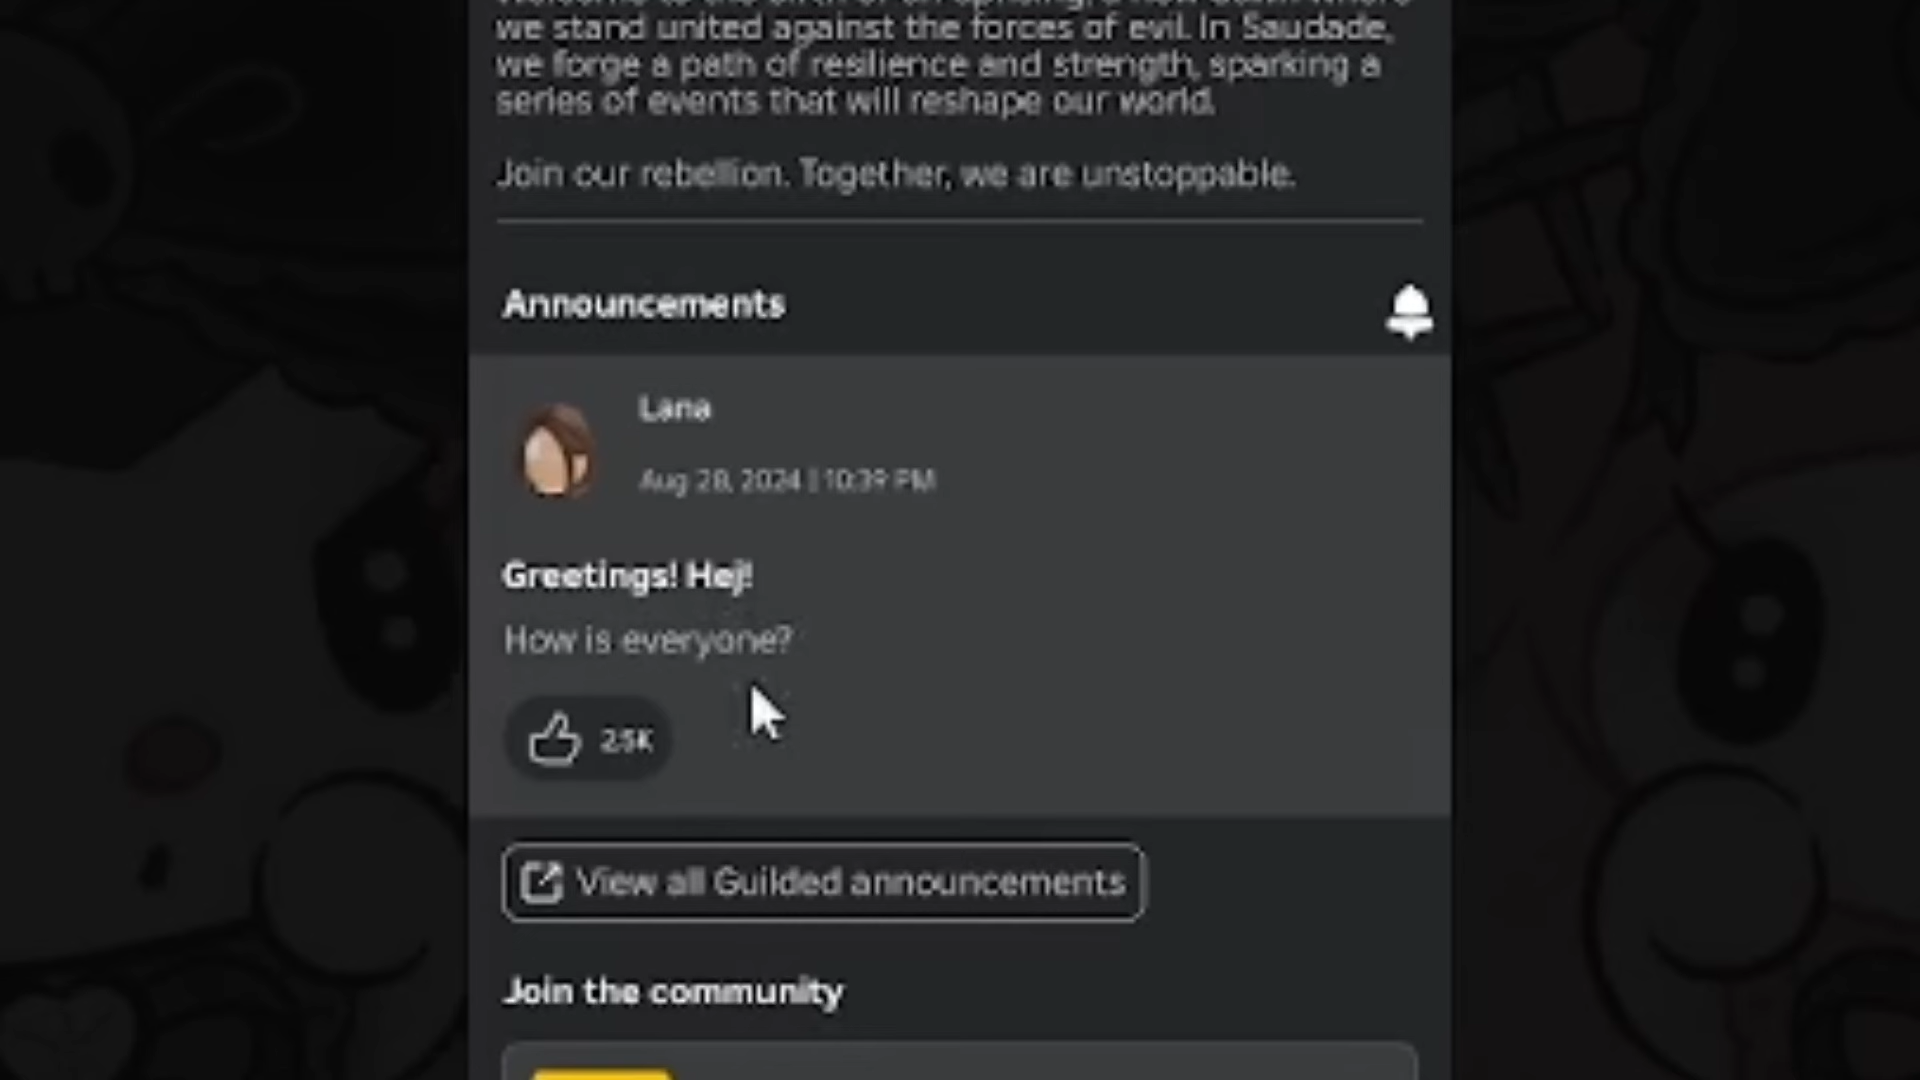 we stand united against the forces of evil. In Saudade,
we forge a path of resilience and strength, sparking a
series of events that will reshape our world.
Join our rebellion. Together, we are unstoppable.
Announcements
Lana
Aug 28, 2024 | 10:39 PM
Greetings! Hej!
How is everyone?
2.5K
View all Guilded announcements
Join the community